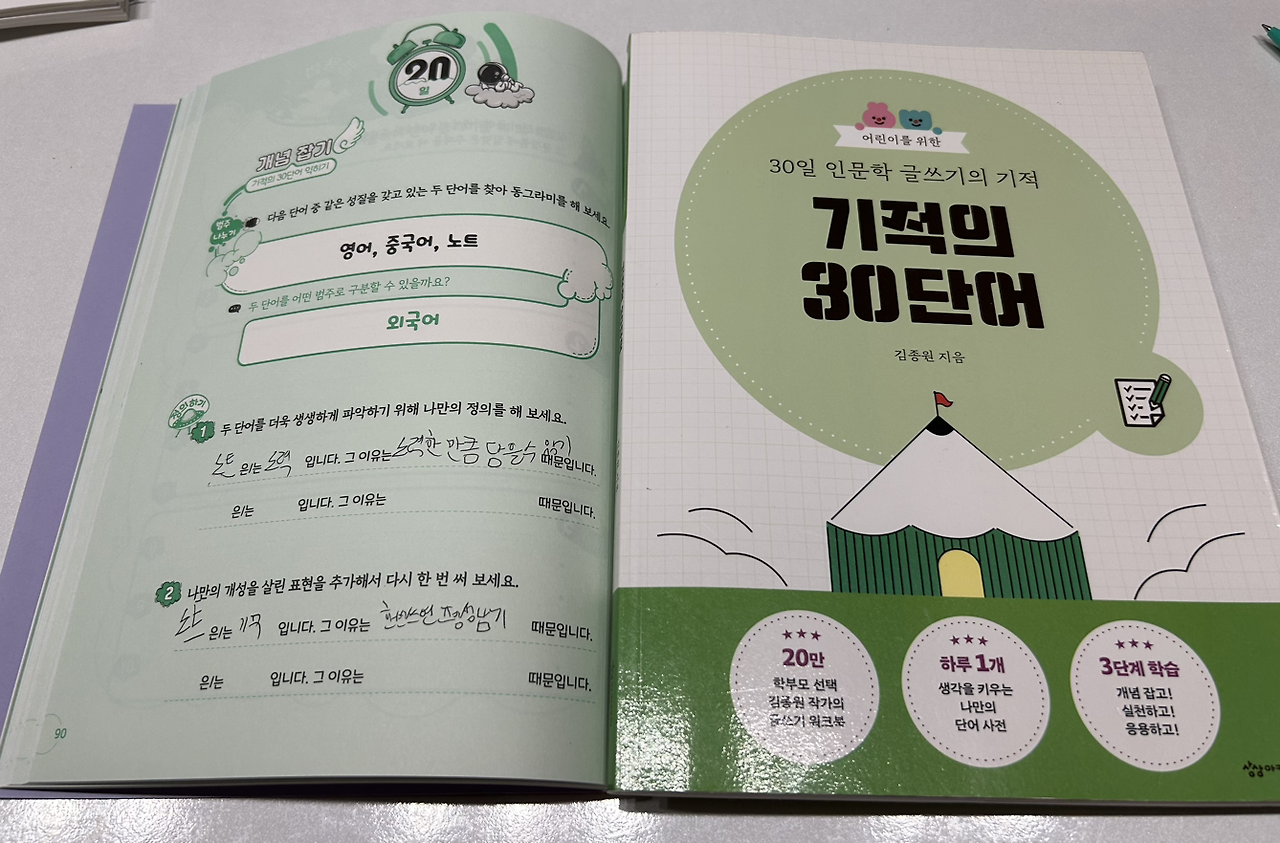 20
일
개념 잡기
기적의 30단어 익히기
다음 단어 중 같은 성질을 갖고 있는 두 단어를 찾아 동그라미를 해 보세요.
범주
나누기
영어, 중국어, 노트
두 단어를 어떤 범주로 구분할 수 있을까요?
외국어
정의하기
1 두 단어를 더욱 생생하게 파악하기 위해 나만의 정의를 해 보세요.
노트 은/는 노력 입니다. 그 이유는 노력한 만큼 담을수 있기 때문입니다.
은/는 입니다. 그 이유는 때문입니다.
2 나만의 개성을 살린 표현을 추가해서 다시 한 번 써 보세요.
은/는 입니다. 그 이유는 때문입니다.
은/는 입니다. 그 이유는 때문입니다.
90
어린이를 위한
30일 인문학 글쓰기의 기적
기적의
30단어
김종원 지음
20만
학부모 선택
김종원 작가의
글쓰기 워크북
하루 1개
생각을 키우는
나만의
단어 사전
3단계 학습
개념 잡고!
실천하고!
응용하고!